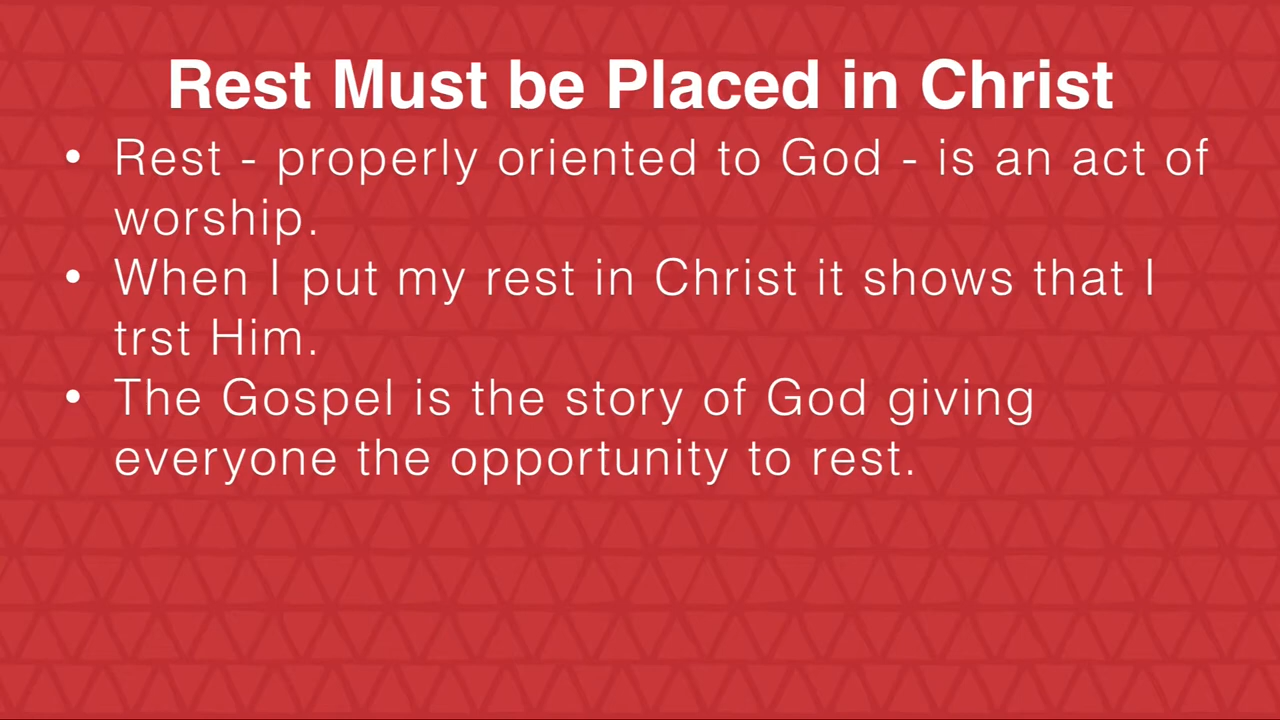 Rest Must be Placed in Christ
• Rest - properly oriented to God - is an act of
worship.
• When I put my rest in Christ it shows that I
trst Him.
• The Gospel is the story of God giving
everyone the opportunity to rest.